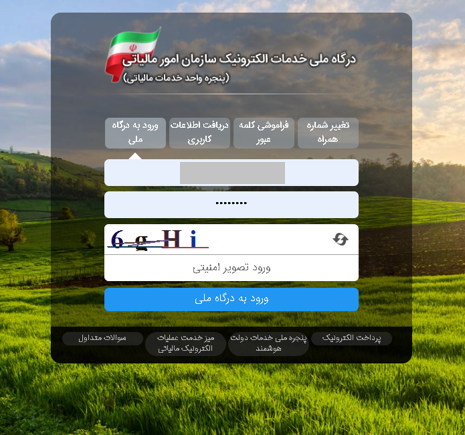 درگاه ملی خدمات الکترونیک سازمان امور مالیاتی
(پنجره واحد خدمات مالیاتی)
تغییر شماره همراه
فراموشی کلمه عبور
دریافت اطلاعات کاربری
ورود به درگاه ملی
••••••••
6 g H i
ورود تصویر امنیتی
ورود به درگاه ملی
پرداخت الکترونیک
پنجره ملی خدمات دولت هوشمند
میز خدمت عملیات الکترونیک مالیاتی
سوالات متداول